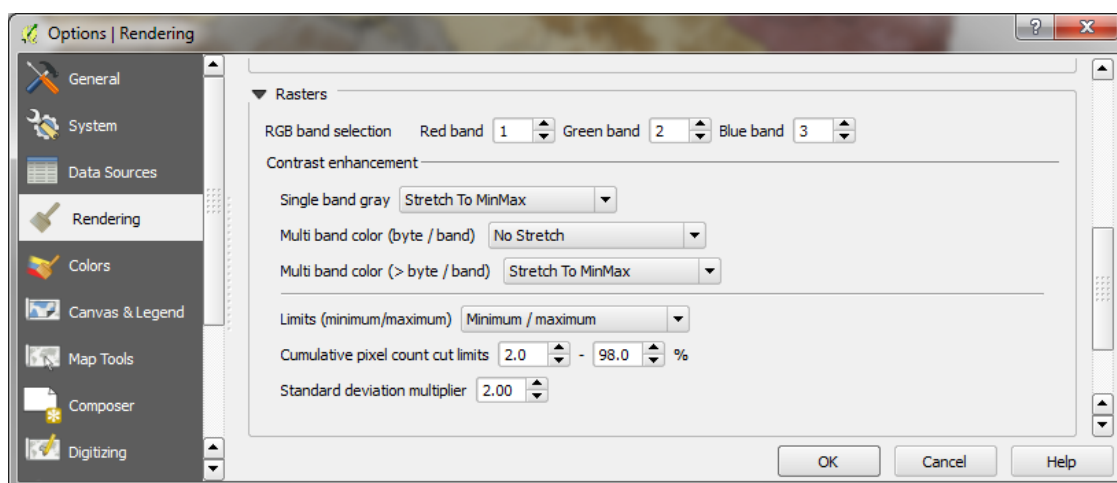 Options | Rendering
General
System
Data Sources
Rendering
Colors
Canvas & Legend
Map Tools
Composer
Digitizing
Rasters
RGB band selection Red band 1 Green band 2 Blue band 3
Contrast enhancement
Single band gray Stretch To MinMax
Multi band color (byte / band) No Stretch
Multi band color (> byte / band) Stretch To MinMax
Limits (minimum/maximum) Minimum / maximum
Cumulative pixel count cut limits 2.0 - 98.0 %
Standard deviation multiplier 2.00
OK Cancel Help